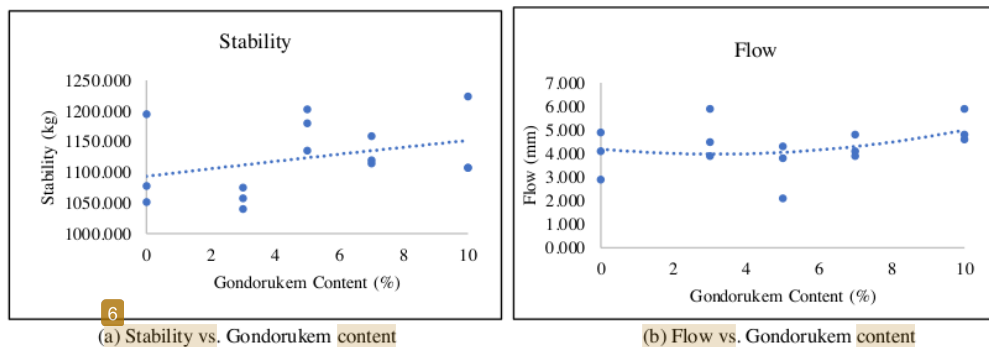 Stability
1250.000
1200.000
1150.000
1100.000
1050.000
1000.000
Stability (kg)
0 2 4 6 8 10
Gondorukem Content (%)
6
(a) Stability vs. Gondorukem content
Flow
7.000
6.000
5.000
4.000
3.000
2.000
1.000
0.000
Flow (mm)
0 2 4 6 8 10
Gondorukem Content (%)
(b) Flow vs. Gondorukem content